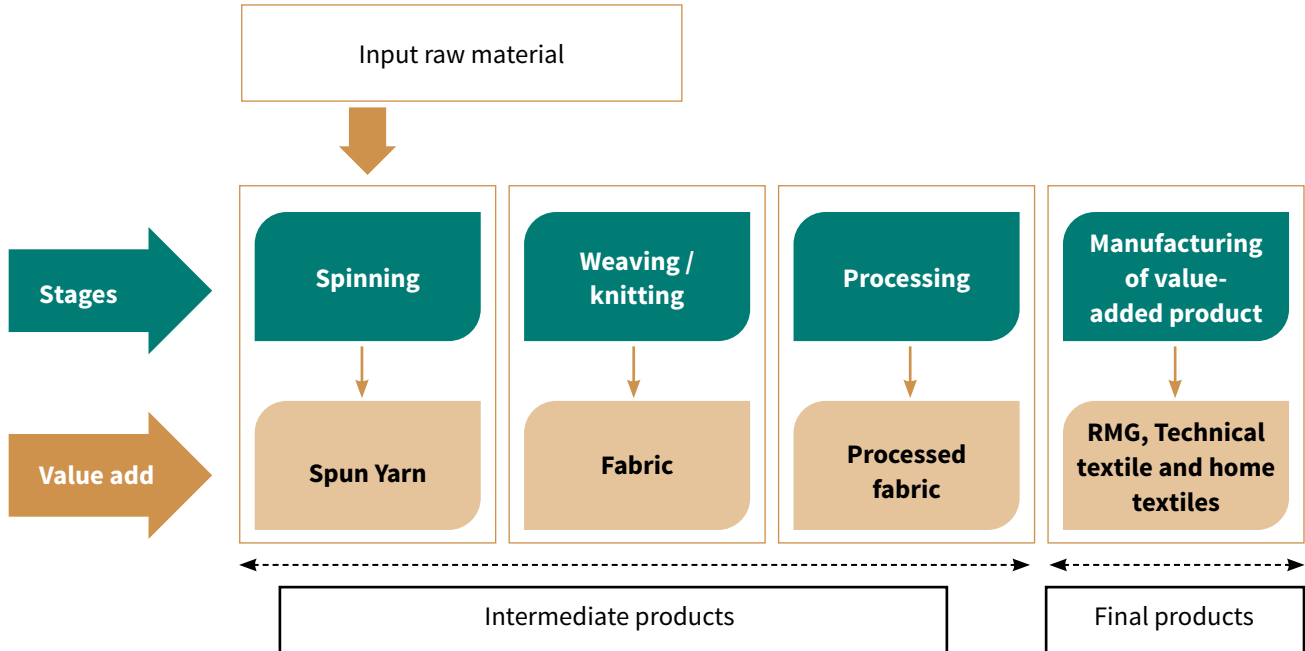 Input raw material
Stages
Spinning
Weaving /
knitting
Processing
Manufacturing
of value-
added product
Value add
Spun Yarn
Fabric
Processed
fabric
RMG, Technical
textile and home
textiles
Intermediate products
Final products